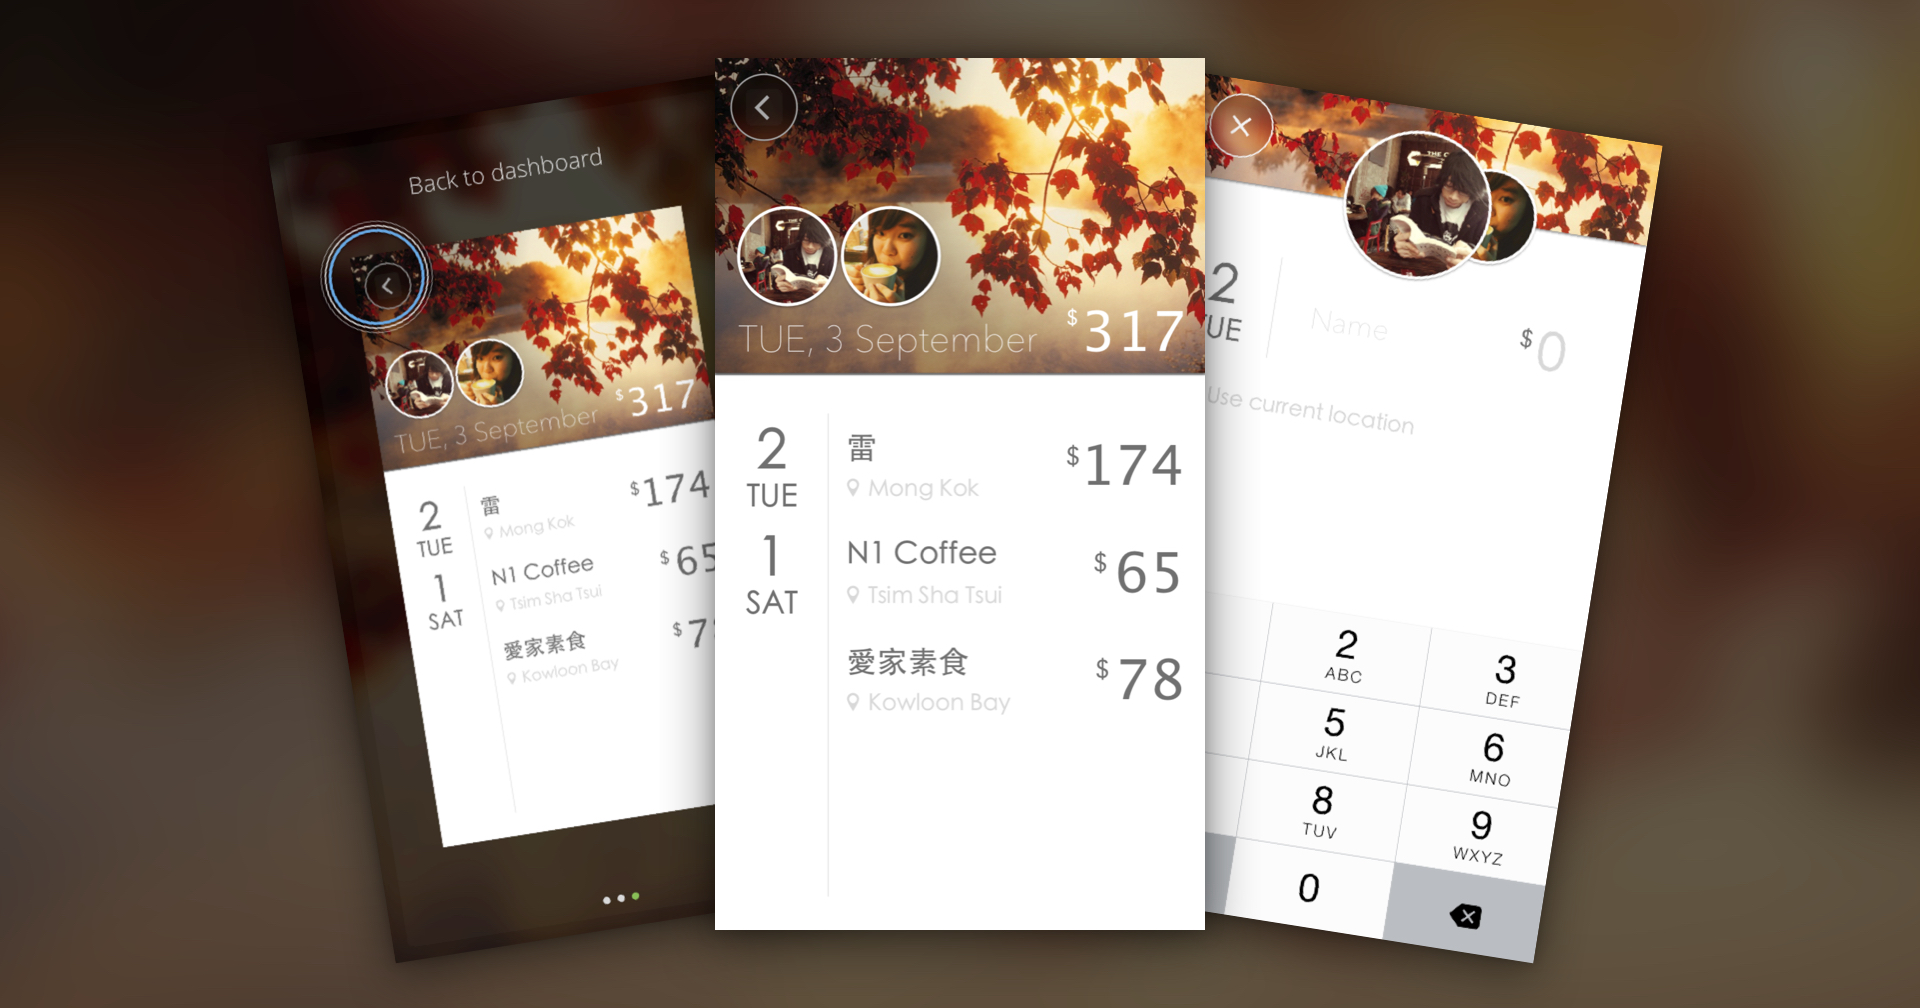 Back to dashboard
TUE, 3 September
$317
2
TUE
雷
Mong Kok
$174
1
SAT
N1 Coffee
Tsim Sha Tsui
$65
愛家素食
Kowloon Bay
$7
TUE, 3 September
$317
2
TUE
雷
Mong Kok
$174
1
SAT
N1 Coffee
Tsim Sha Tsui
$65
愛家素食
Kowloon Bay
$78
2
TUE
Name
$0
Use current location
2
ABC
3
DEF
5
JKL
6
MNO
8
TUV
9
WXYZ
0